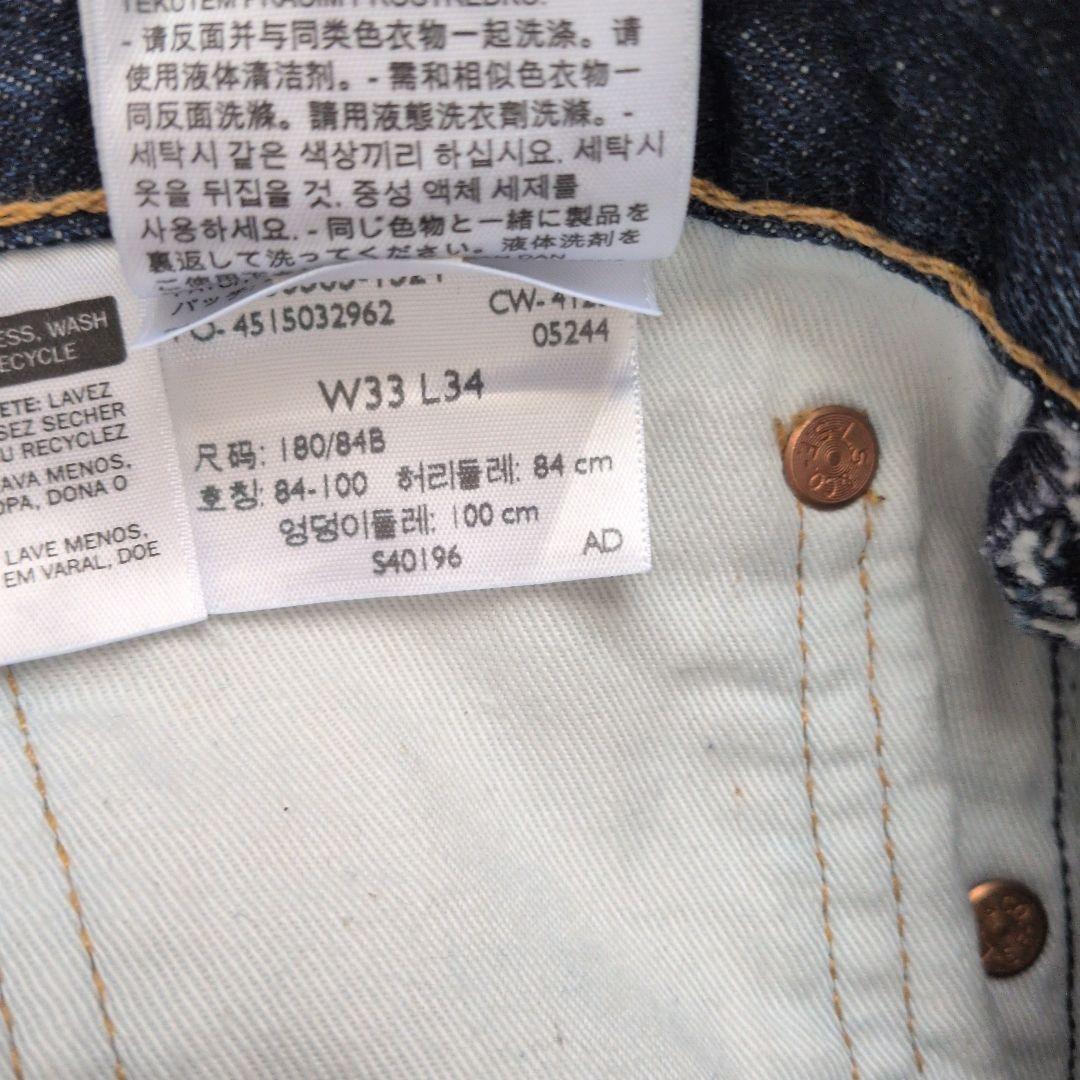 - 请反面并与同类色衣物一起洗涤。请
使用液体清洁剂。- 需和相似色衣物一
同反面洗滌。請用液態洗衣劑洗滌。-
세탁시 같은 색상끼리 하십시요. 세탁시
옷을 뒤집을 것. 중성 액체 세제를
사용하세요. - 同じ色物と一緒に製品を
裏返して洗ってください。液体洗剤を
4515032962
CW-
05244
W33 L34
尺码: 180/84B
호칭: 84-100 허리둘레: 84 cm
엉덩이둘레: 100 cm
S40196
AD
ESS, WASH
ECYCLE
ETE: LAVEZ
SEZ SECHER
U RECYCLEZ
AVA MENOS,
OPA, DONA O
LAVE MENOS,
EM VARAL, DOE